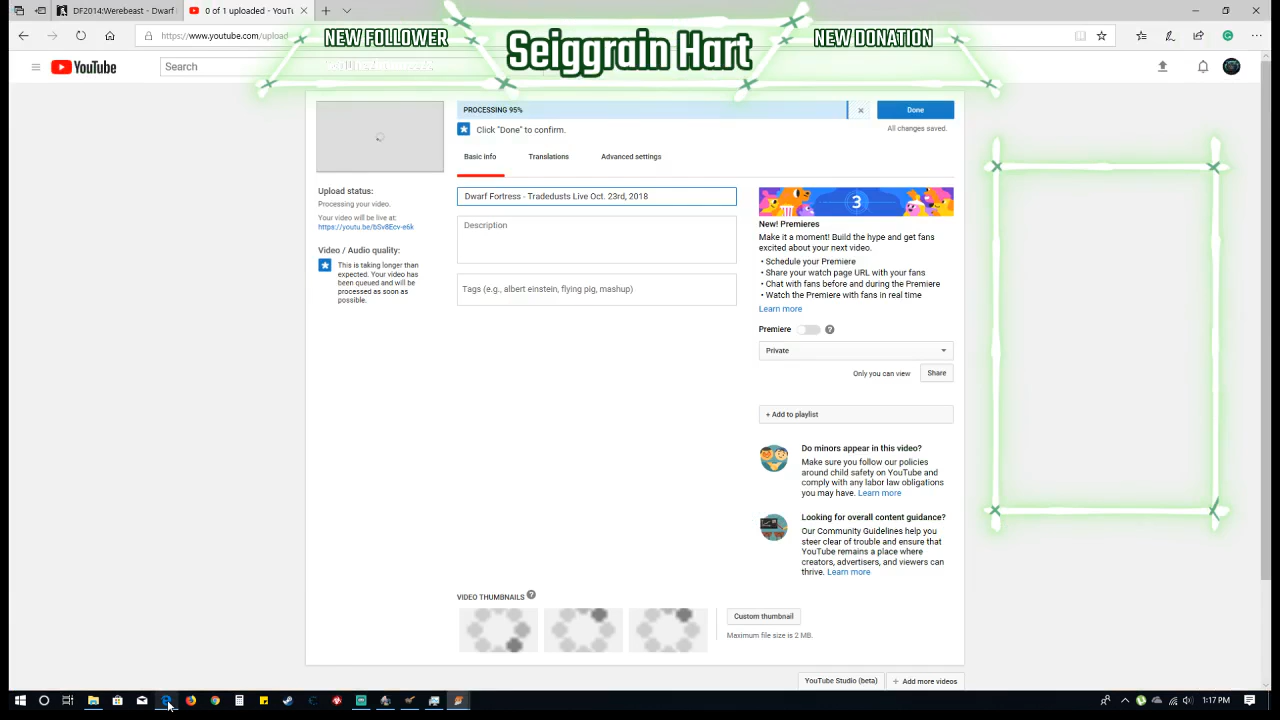 DF2014:Werebeast - Dwarf
0 of 1 uploaded - YouTu
https://www.youtube.com/upload
NEW FOLLOWER
Seiggrain Hart
NEW DONATION
YouTube
Search
PROCESSING 95%
Done
Click "Done" to confirm.
All changes saved.
Basic info
Translations
Advanced settings
Upload status:
Processing your video.
Your video will be live at:
https://youtu.be/bSv8Ecv-e6k
Video / Audio quality:
This is taking longer than
expected. Your video has
been queued and will be
processed as soon as
possible.
Dwarf Fortress - Tradedusts Live Oct. 23rd, 2018
Description
Tags (e.g., albert einstein, flying pig, mashup)
3
New! Premieres
Make it a moment! Build the hype and get fans
excited about your next video.
• Schedule your Premiere
• Share your watch page URL with your fans
• Chat with fans before and during the Premiere
• Watch the Premiere with fans in real time
Learn more
Premiere
Private
Only you can view
Share
+ Add to playlist
Do minors appear in this video?
Make sure you follow our policies
around child safety on YouTube and
comply with any labor law obligations
you may have. Learn more
Looking for overall content guidance?
Our Community Guidelines help you
steer clear of trouble and ensure that
YouTube remains a place where
creators, advertisers, and viewers can
thrive. Learn more
VIDEO THUMBNAILS
Custom thumbnail
Maximum file size is 2 MB.
YouTube Studio (beta)
+ Add more videos
1:17 PM